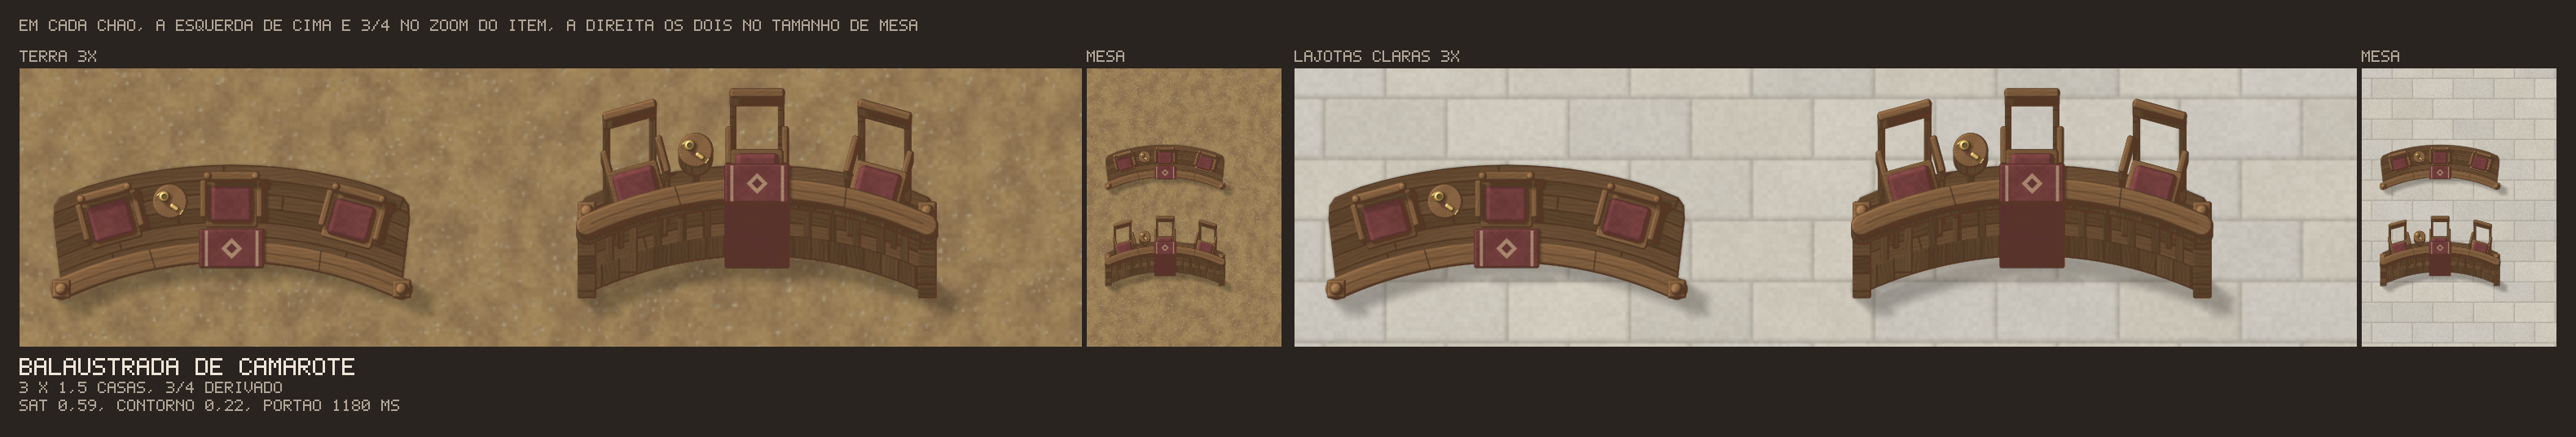 EM CADA CHAO, A ESQUERDA DE CIMA E 3/4 NO ZOOM DO ITEM, A DIREITA OS DOIS NO TAMANHO DE MESA
TERRA 3X
MESA
LAJOTAS CLARAS 3X
MESA
BALAUSTRADA DE CAMAROTE
3 X 1,5 CASAS, 3/4 DERIVADO
SAT 0,59, CONTORNO 0,22, PORTAO 1180 MS